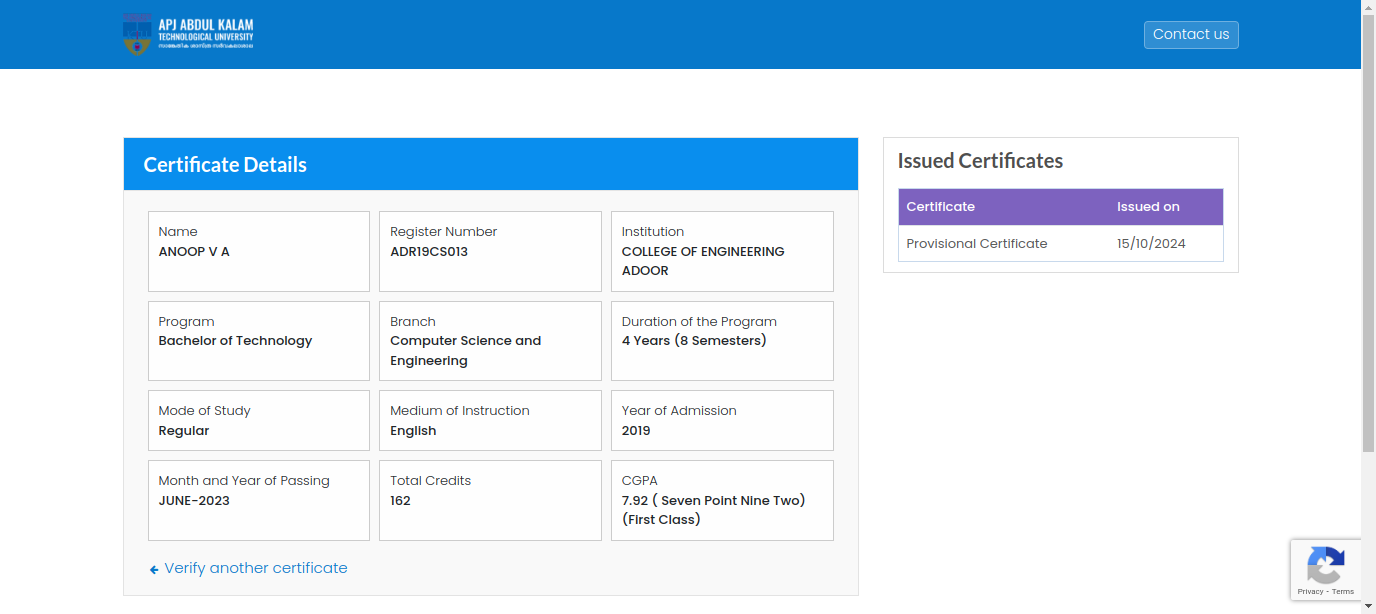 APJ ABDUL KALAM
TECHNOLOGICAL UNIVERSITY
സാങ്കേതിക ശാസ്ത്ര സർവകലാശാല
Contact us
Certificate Details
Name
ANOOP V A
Register Number
ADR19CS013
Institution
COLLEGE OF ENGINEERING
ADOOR
Program
Bachelor of Technology
Branch
Computer Science and
Engineering
Duration of the Program
4 Years (8 Semesters)
Mode of Study
Regular
Medium of Instruction
English
Year of Admission
2019
Month and Year of Passing
JUNE-2023
Total Credits
162
CGPA
7.92 ( Seven Point Nine Two)
(First Class)
Verify another certificate
Issued Certificates
Certificate Issued on
Provisional Certificate 15/10/2024
Privacy - Terms